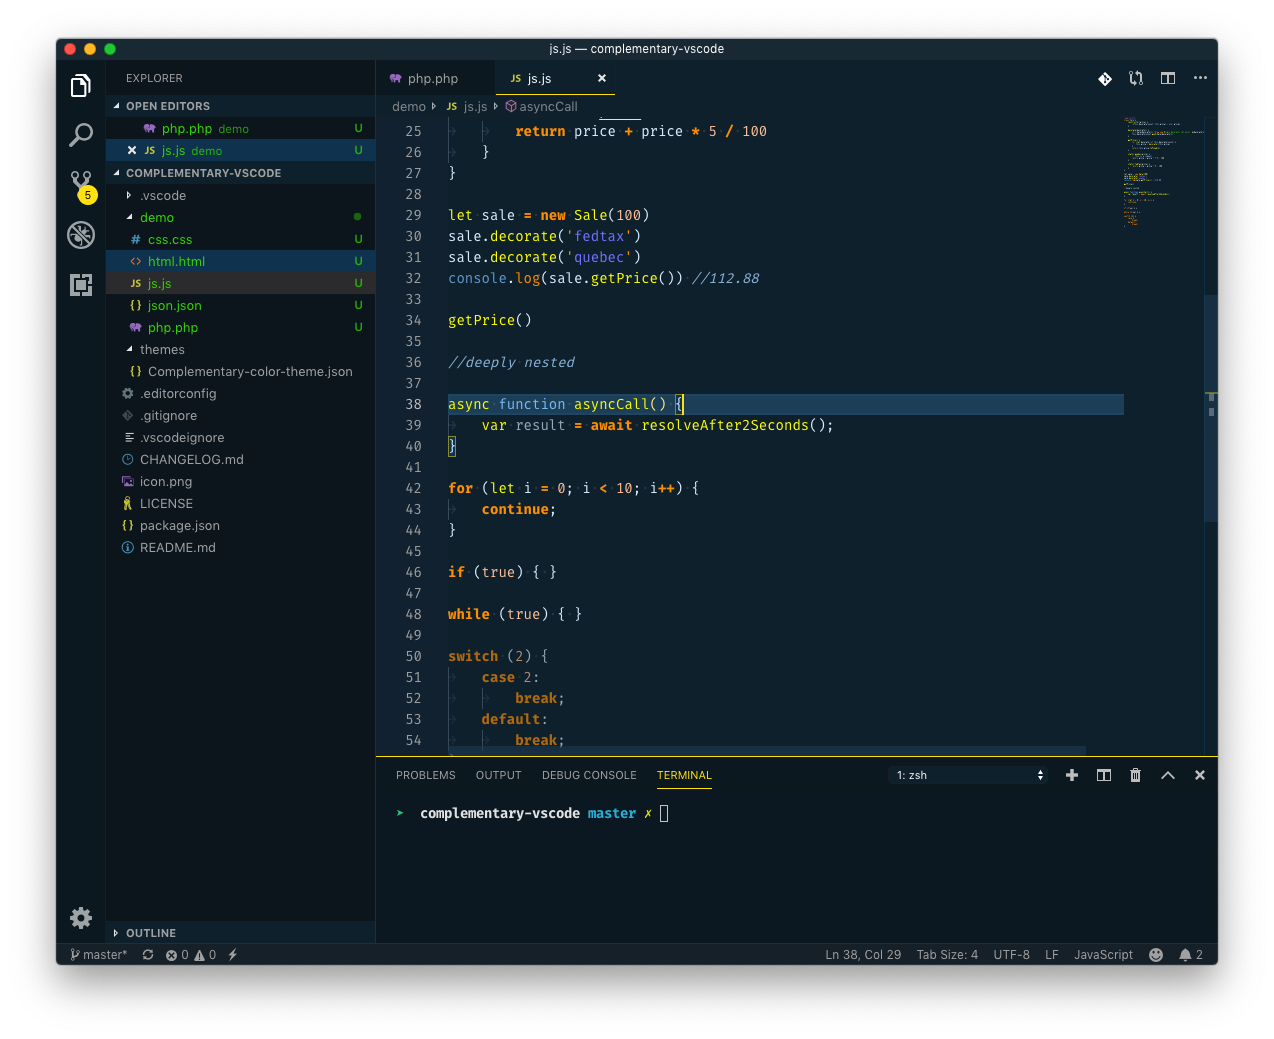 js.js — complementary-vscode
EXPLORER
OPEN EDITORS
php.php demo U
JS js.js demo U
COMPLEMENTARY-VSCODE
5
.vscode
demo
# css.css U
<> html.html U
JS js.js U
{} json.json U
php.php U
themes
{} Complementary-color-theme.json
.editorconfig
.gitignore
.vscodeignore
CHANGELOG.md
icon.png
LICENSE
{} package.json
README.md
OUTLINE
php.php
JS js.js
demo JS js.js asyncCall
25 return price + price * 5 / 100
26 }
27 }
28
29 let sale = new Sale(100)
30 sale.decorate('fedtax')
31 sale.decorate('quebec')
32 console.log(sale.getPrice()) //112.88
33
34 getPrice()
35
36 //deeply nested
37
38 async function asyncCall() {
39 var result = await resolveAfter2Seconds();
40 }
41
42 for (let i = 0; i < 10; i++) {
43 continue;
44 }
45
46 if (true) { }
47
48 while (true) { }
49
50 switch (2) {
51 case 2:
52 break;
53 default:
54 break;
PROBLEMS OUTPUT DEBUG CONSOLE TERMINAL 1: zsh
➤ complementary-vscode master ✗
master* 0 0 Ln 38, Col 29 Tab Size: 4 UTF-8 LF JavaScript 2